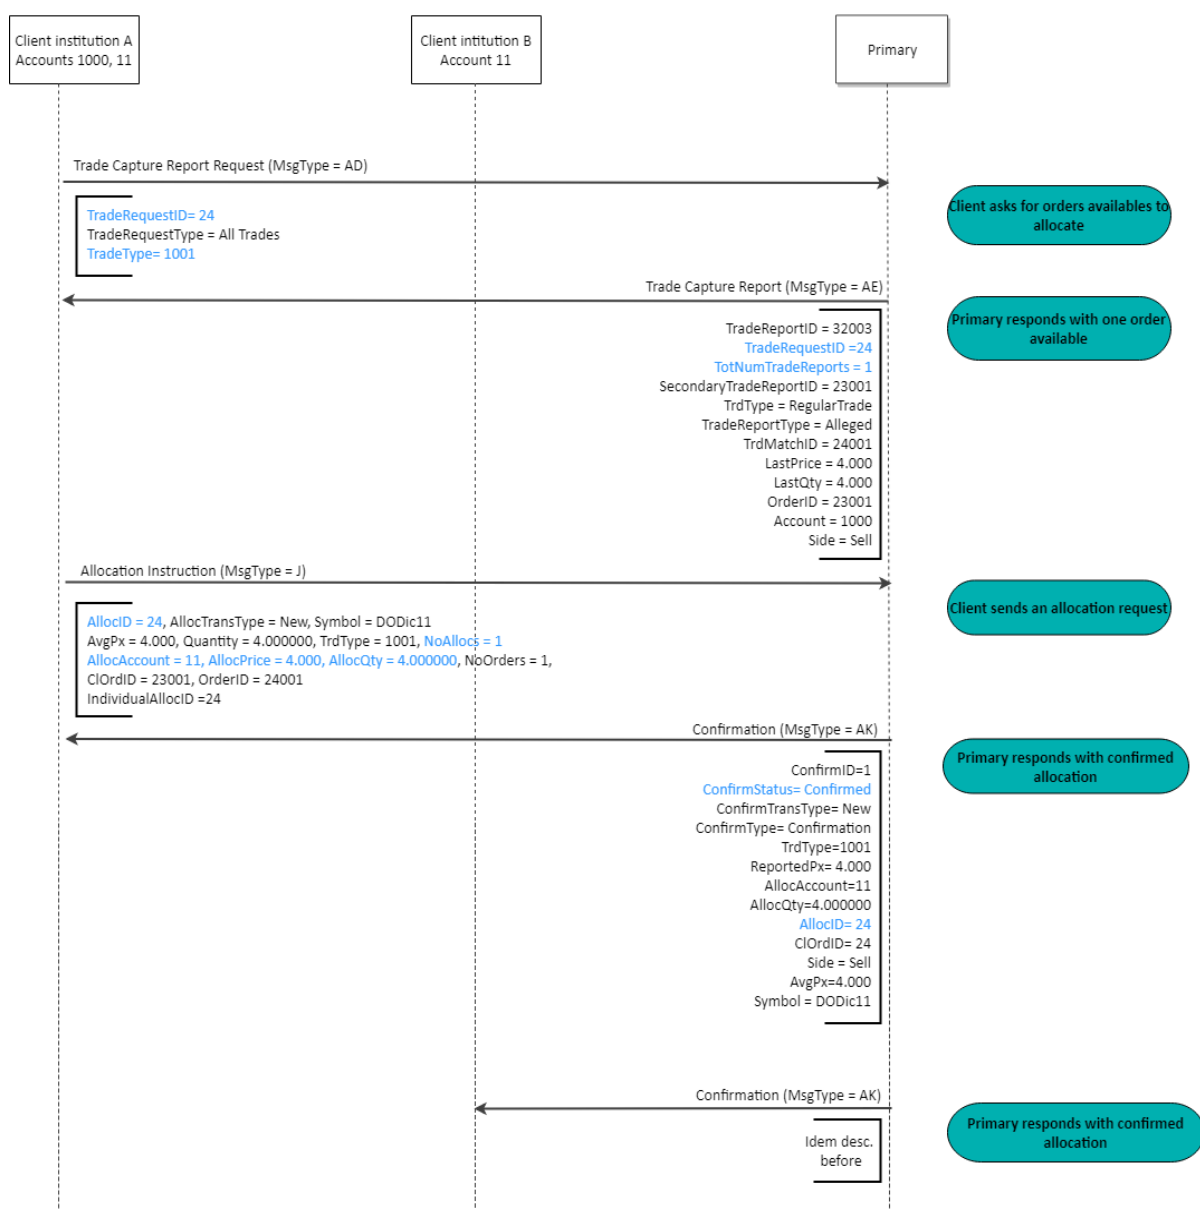 Client institution A
Accounts 1000, 11
Client intitution B
Account 11
Primary
Trade Capture Report Request (MsgType = AD)
TradeRequestID= 24
TradeRequestType = All Trades
TradeType= 1001
Client asks for orders availables to
allocate
Trade Capture Report (MsgType = AE)
TradeReportID = 32003
TradeRequestID =24
TotNumTradeReports = 1
SecondaryTradeReportID = 23001
TrdType = RegularTrade
TradeReportType = Alleged
TrdMatchID = 24001
LastPrice = 4.000
LastQty = 4.000
OrderID = 23001
Account = 1000
Side = Sell
Primary responds with one order
available
Allocation Instruction (MsgType = J)
AllocID = 24, AllocTransType = New, Symbol = DODic11
AvgPx = 4.000, Quantity = 4.000000, TrdType = 1001, NoAllocs = 1
AllocAccount = 11, AllocPrice = 4.000, AllocQty = 4.000000, NoOrders = 1,
ClOrdID = 23001, OrderID = 24001
IndividualAllocID =24
Client sends an allocation request
Confirmation (MsgType = AK)
ConfirmID=1
ConfirmStatus= Confirmed
ConfirmTransType= New
ConfirmType= Confirmation
TrdType=1001
ReportedPx= 4.000
AllocAccount=11
AllocQty=4.000000
AllocID= 24
ClOrdID= 24
Side = Sell
AvgPx=4.000
Symbol = DODic11
Primary responds with confirmed
allocation
Confirmation (MsgType = AK)
Idem desc.
before
Primary responds with confirmed
allocation